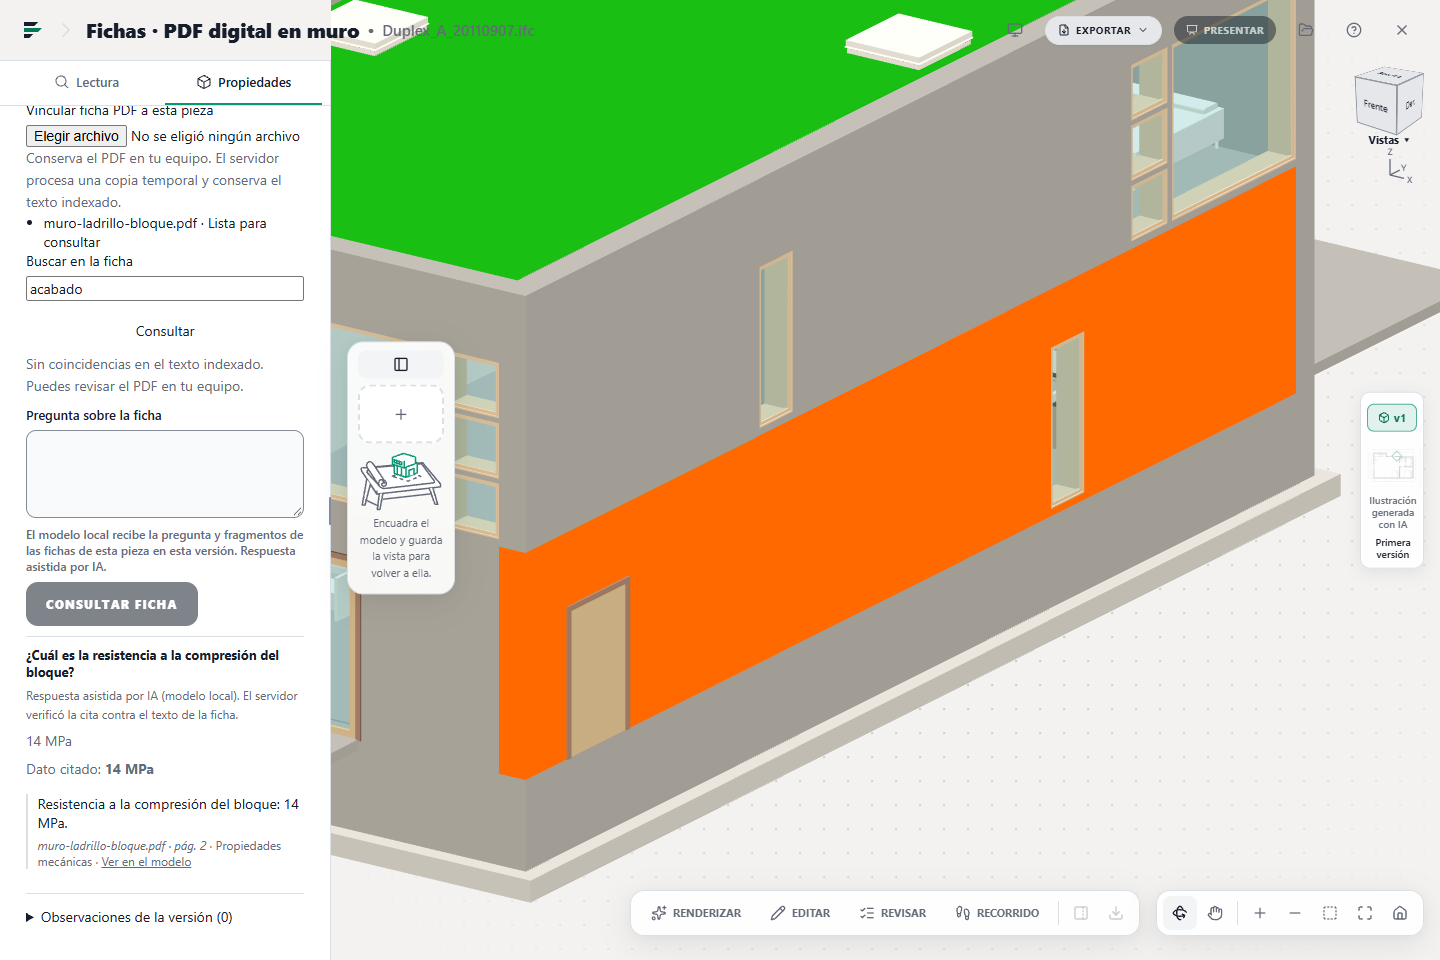 Fichas · PDF digital en muro • Duplex_A_20110907.ifc
EXPORTAR
PRESENTAR
Lectura
Propiedades
Vincular ficha PDF a esta pieza
Elegir archivo No se eligió ningún archivo
Conserva el PDF en tu equipo. El servidor
procesa una copia temporal y conserva el
texto indexado.
• muro-ladrillo-bloque.pdf · Lista para
consultar
Buscar en la ficha
acabado
Consultar
Sin coincidencias en el texto indexado.
Puedes revisar el PDF en tu equipo.
Pregunta sobre la ficha
El modelo local recibe la pregunta y fragmentos de
las fichas de esta pieza en esta versión. Respuesta
asistida por IA.
CONSULTAR FICHA
¿Cuál es la resistencia a la compresión del
bloque?
Respuesta asistida por IA (modelo local). El servidor
verificó la cita contra el texto de la ficha.
14 MPa
Dato citado: 14 MPa
Resistencia a la compresión del bloque: 14
MPa.
muro-ladrillo-bloque.pdf · pág. 2 · Propiedades
mecánicas · Ver en el modelo
Observaciones de la versión (0)
Encuadra el
modelo y guarda
la vista para
volver a ella.
Frente
Vistas
Z
Y
X
v1
Ilustración
generada
con IA
Primera
versión
RENDERIZAR
EDITAR
REVISAR
RECORRIDO